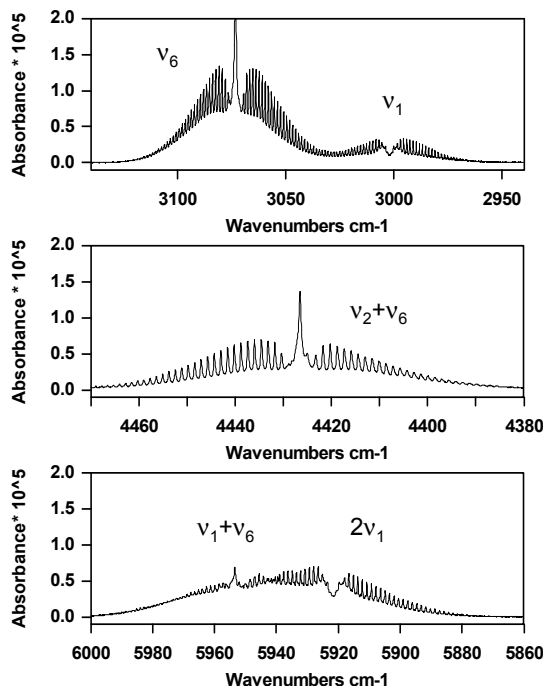 2.0
1.5
1.0
0.5
0.0
Absorbance * 10^5
ν6
ν1
3100 3050 3000 2950
Wavenumbers cm-1
2.0
1.5
1.0
0.5
0.0
Absorbance * 10^5
ν2+ν6
4460 4440 4420 4400 4380
Wavenumbers cm-1
2.0
1.5
1.0
0.5
0.0
Absorbance* 10^5
ν1+ν6
2ν1
6000 5980 5960 5940 5920 5900 5880 5860
Wavenumbers cm-1